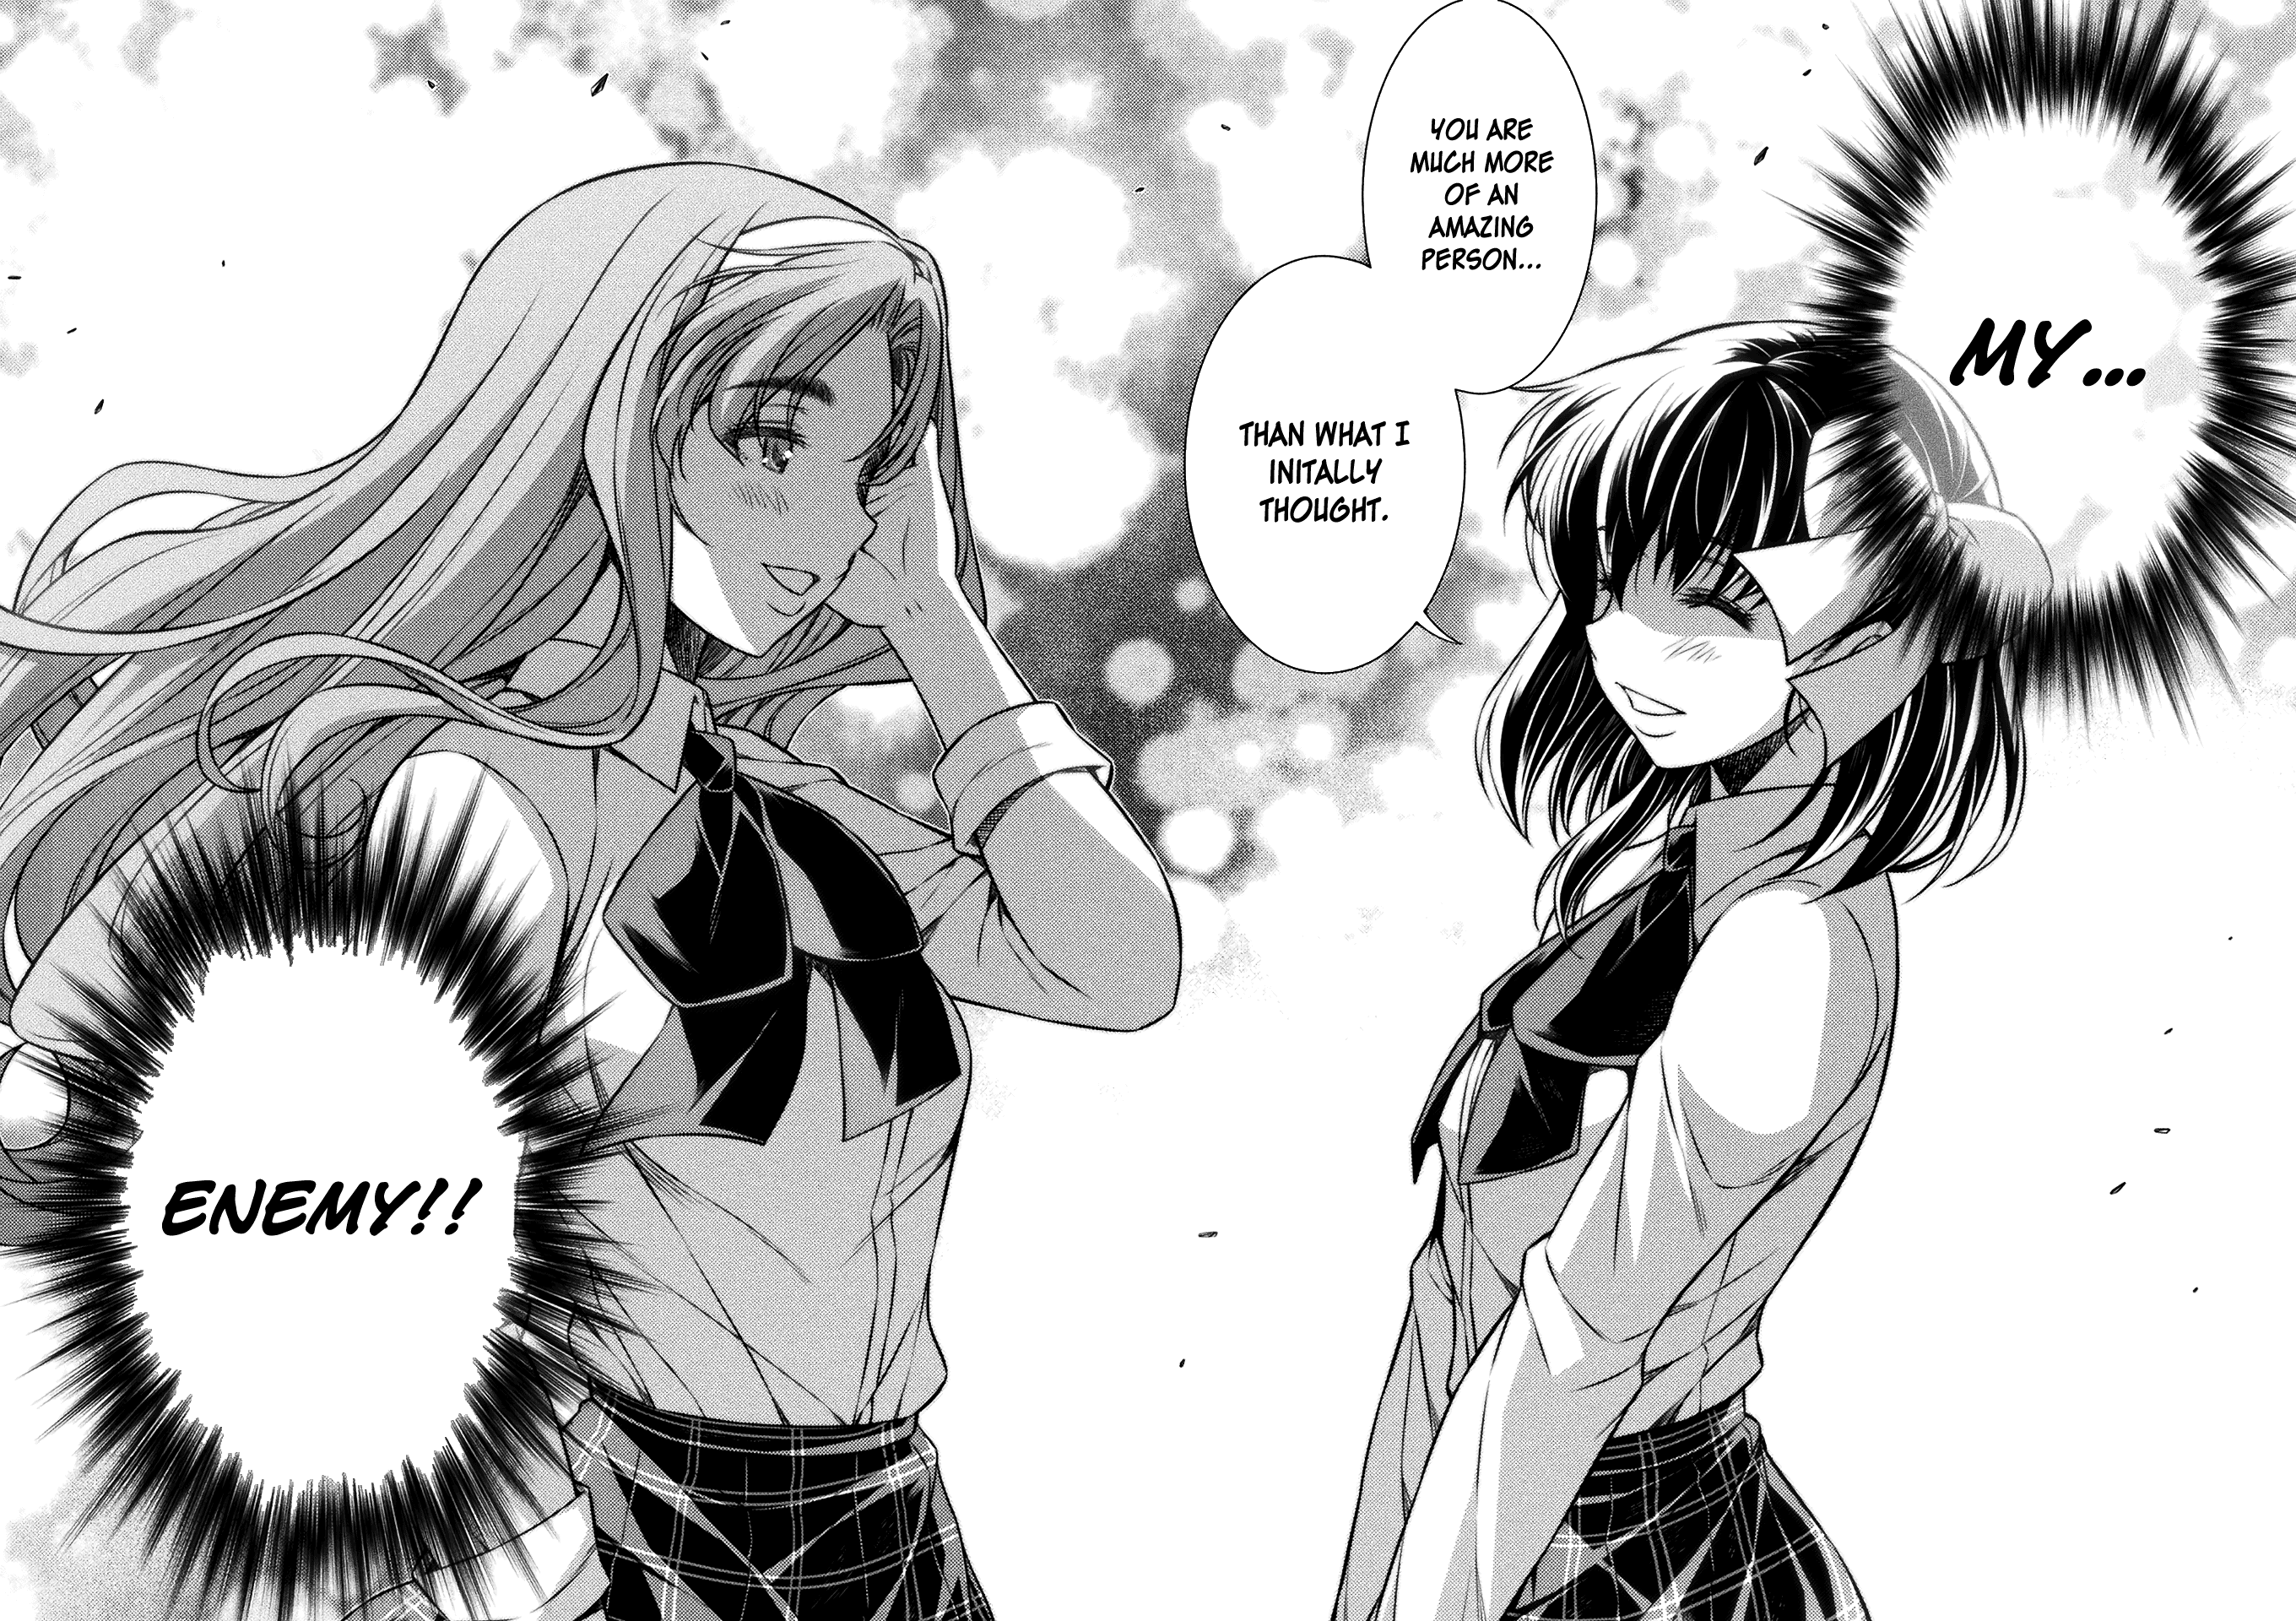 MY...
YOU ARE
MUCH MORE
OF AN
AMAZING
PERSON...
THAN WHAT I
INITALLY
THOUGHT.
ENEMY!!